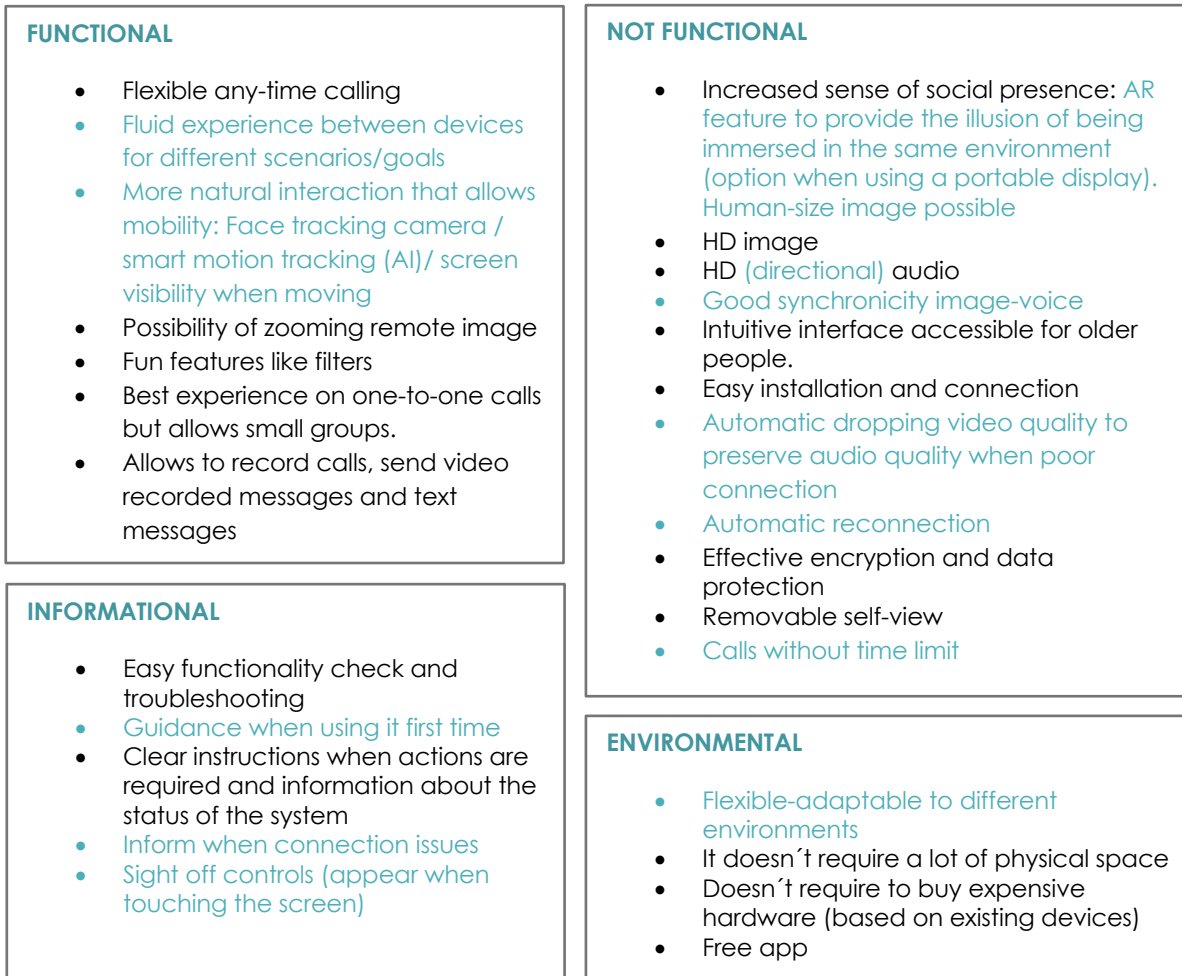 FUNCTIONAL
• Flexible any-time calling
• Fluid experience between devices
for different scenarios/goals
• More natural interaction that allows
mobility: Face tracking camera /
smart motion tracking (AI)/ screen
visibility when moving
• Possibility of zooming remote image
• Fun features like filters
• Best experience on one-to-one calls
but allows small groups.
• Allows to record calls, send video
recorded messages and text
messages
INFORMATIONAL
• Easy functionality check and
troubleshooting
• Guidance when using it first time
• Clear instructions when actions are
required and information about the
status of the system
• Inform when connection issues
• Sight off controls (appear when
touching the screen)
NOT FUNCTIONAL
• Increased sense of social presence: AR
feature to provide the illusion of being
immersed in the same environment
(option when using a portable display).
Human-size image possible
• HD image
• HD (directional) audio
• Good synchronicity image-voice
• Intuitive interface accessible for older
people.
• Easy installation and connection
• Automatic dropping video quality to
preserve audio quality when poor
connection
• Automatic reconnection
• Effective encryption and data
protection
• Removable self-view
• Calls without time limit
ENVIRONMENTAL
• Flexible-adaptable to different
environments
• It doesn´t require a lot of physical space
• Doesn´t require to buy expensive
hardware (based on existing devices)
• Free app